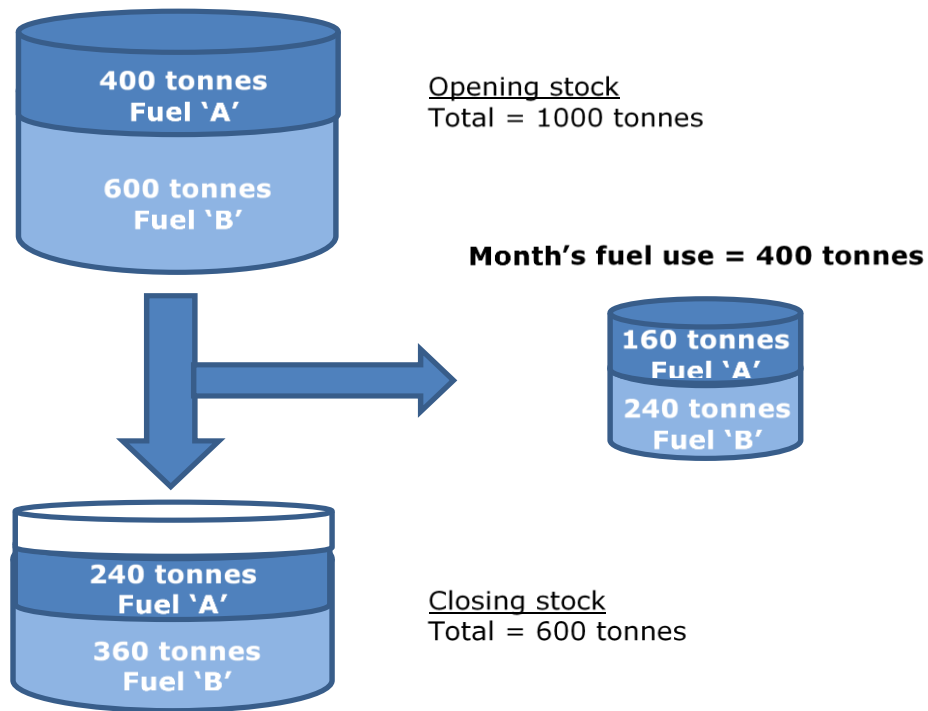 400 tonnes
Fuel ‘A’
600 tonnes
Fuel ‘B’
Opening stock
Total = 1000 tonnes
Month’s fuel use = 400 tonnes
160 tonnes
Fuel ‘A’
240 tonnes
Fuel ‘B’
240 tonnes
Fuel ‘A’
360 tonnes
Fuel ‘B’
Closing stock
Total = 600 tonnes